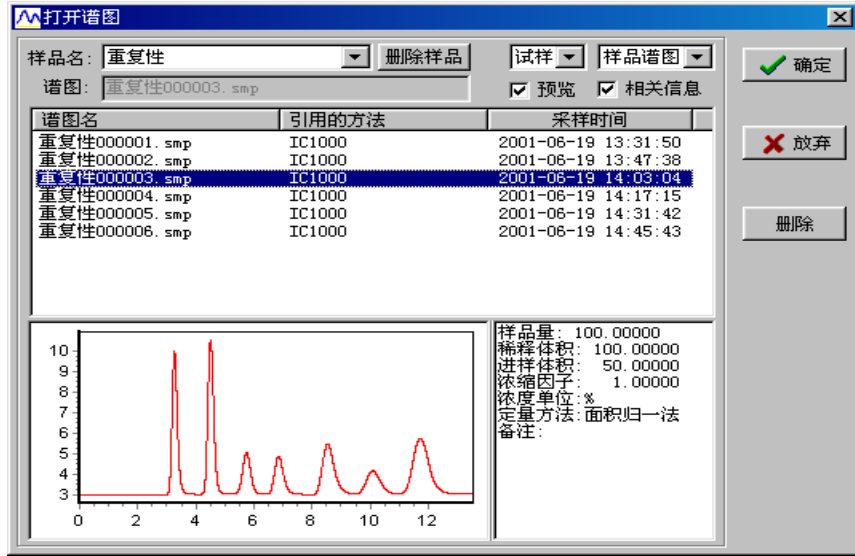 打开谱图
样品名: 重复性 删除样品 试样 样品谱图
谱图: 重复性000003.smp 预览 相关信息
确定
放弃
删除
谱图名 引用的方法 采样时间
重复性000001.smp IC1000 2001-06-19 13:31:50
重复性000002.smp IC1000 2001-06-19 13:47:38
重复性000003.smp IC1000 2001-06-19 14:03:04
重复性000004.smp IC1000 2001-06-19 14:17:15
重复性000005.smp IC1000 2001-06-19 14:31:42
重复性000006.smp IC1000 2001-06-19 14:45:43
10
9
8
7
6
5
4
3
0 2 4 6 8 10 12
样品量: 100.00000
稀释体积: 100.00000
进样体积: 50.00000
浓缩因子: 1.00000
浓度单位:%
定量方法:面积归一法
备注: